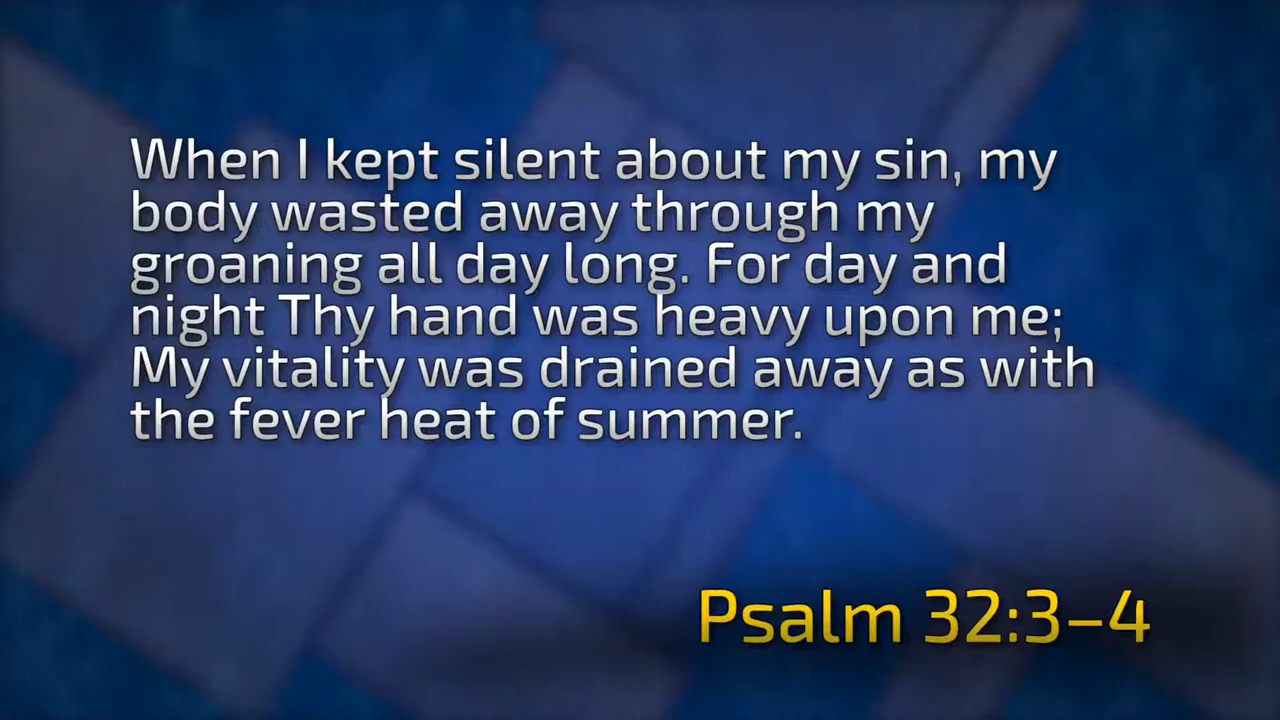 When I kept silent about my sin, my
body wasted away through my
groaning all day long. For day and
night Thy hand was heavy upon me;
My vitality was drained away as with
the fever heat of summer.
Psalm 32:3–4